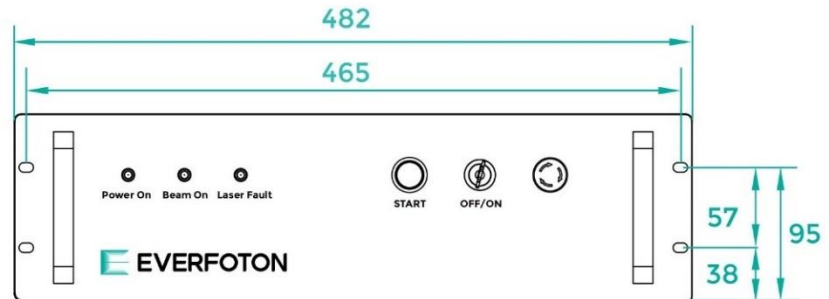 482
465
Power On Beam On Laser Fault
START OFF/ON
57
95
38
EVERFOTON